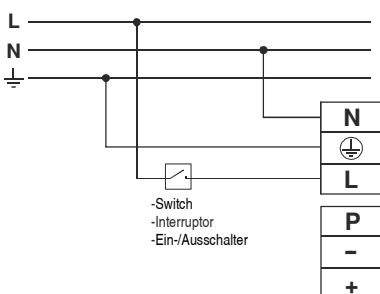 L
N
N
L
-Switch
-Interruptor
-Ein-/Ausschalter
P
-
+